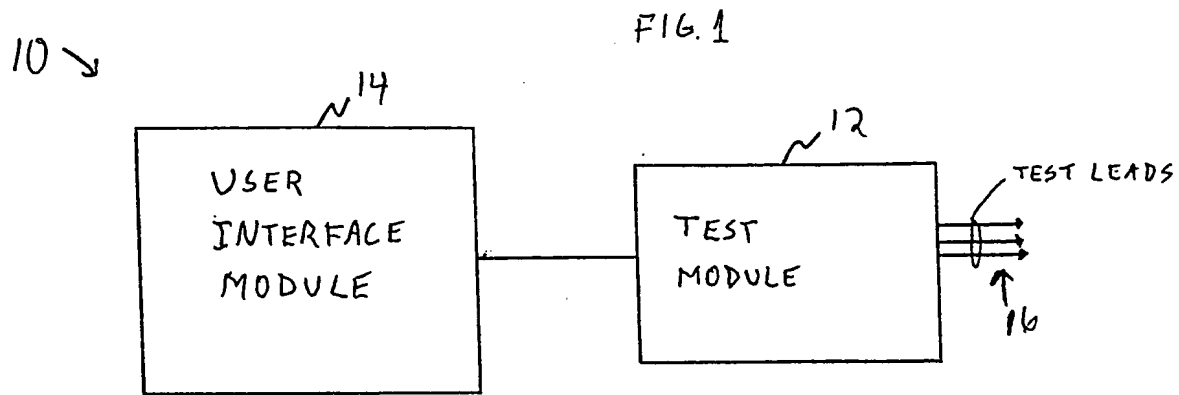 FIG. 1
10
14
12
USER
INTERFACE
MODULE
TEST
MODULE
TEST LEADS
16